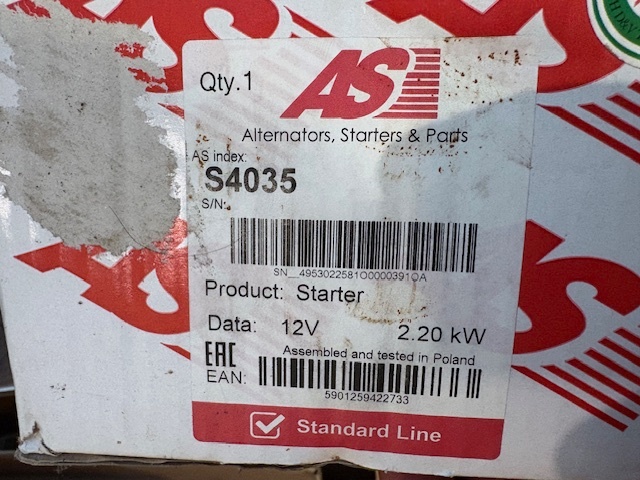 Qty.1
AS
Alternators, Starters & Parts
AS index:
S4035
S/N:
SN__4953022581O0000391OA
Product: Starter
Data: 12V 2.20 kW
Assembled and tested in Poland
EAC
EAN:
5901259422733
Standard Line